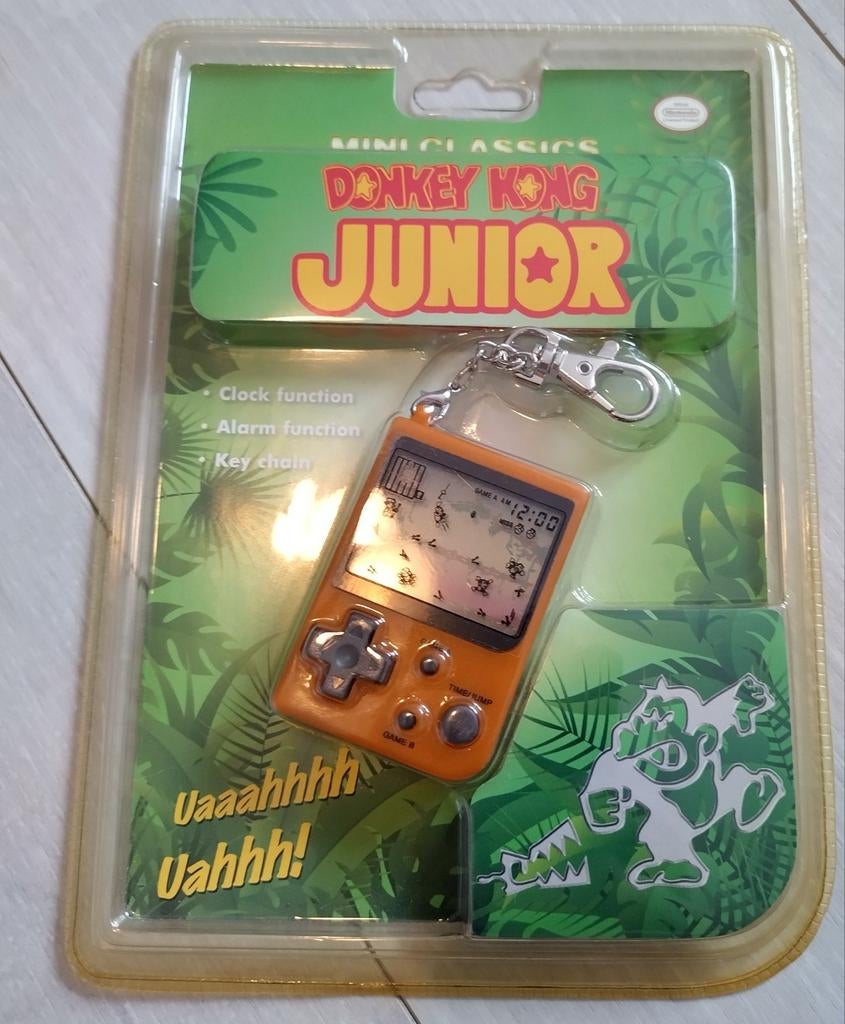 MINI CLASSICS
Nintendo
DONKEY KONG
JUNIOR
• Clock function
• Alarm function
• Key chain
GAME A AM 12:00
MISS
TIME/JUMP
GAME B
Uaaahhhh
Uahhh!